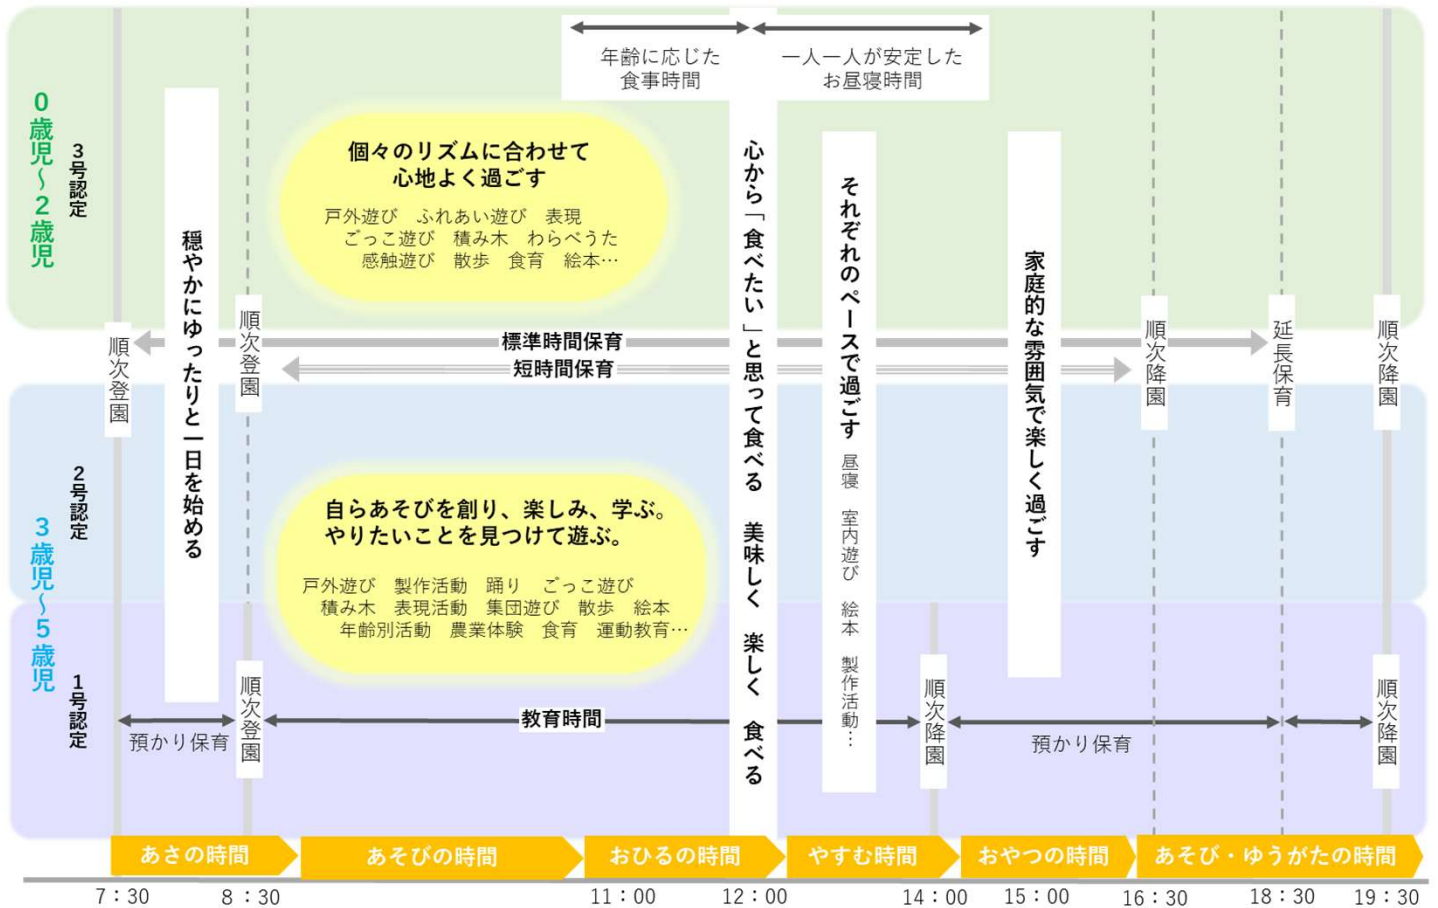 年齢に応じた
食事時間
一人一人が安定した
お昼寝時間
0歳児～2歳児
3号認定
個々のリズムに合わせて
心地よく過ごす
戸外遊び　ふれあい遊び　表現
ごっこ遊び　積み木　わらべうた
感触遊び　散歩　食育　絵本…
穏やかにゆったりと一日を始める
心から「食べたい」と思って食べる　美味しく　楽しく　食べる
それぞれのペースで過ごす　昼寝　室内遊び　絵本　製作活動…
家庭的な雰囲気で楽しく過ごす
順次登園
順次登園
標準時間保育
短時間保育
順次降園
延長保育
順次降園
3歳児～5歳児
2号認定
自らあそびを創り、楽しみ、学ぶ。
やりたいことを見つけて遊ぶ。
戸外遊び　製作活動　踊り　ごっこ遊び
積み木　表現活動　集団遊び　散歩　絵本
年齢別活動　農業体験　食育　運動教育…
1号認定
預かり保育
順次登園
教育時間
順次降園
預かり保育
順次降園
あさの時間
あそびの時間
おひるの時間
やすむ時間
おやつの時間
あそび・ゆうがたの時間
7：30
8：30
11：00
12：00
14：00
15：00
16：30
18：30
19：30